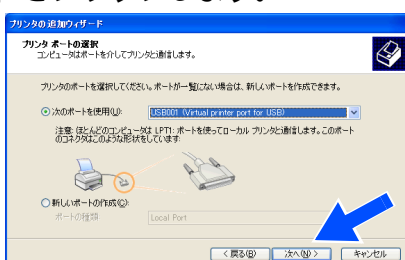 プリンタの追加ウィザード
プリンタ ポートの選択
コンピュータはポートを介してプリンタと通信します。
プリンタのポートを選択してください。ポートが一覧にない場合は、新しいポートを作成できます。
次のポートを使用(U):
USB001 (Virtual printer port for USB)
注意: ほとんどのコンピュータは LPT1: ポートを使ってローカル プリンタと通信します。このポート
のコネクタはこのような形状をしています:
新しいポートの作成(C):
ポートの種類
Local Port
< 戻る(B)
次へ(N) >
キャンセル